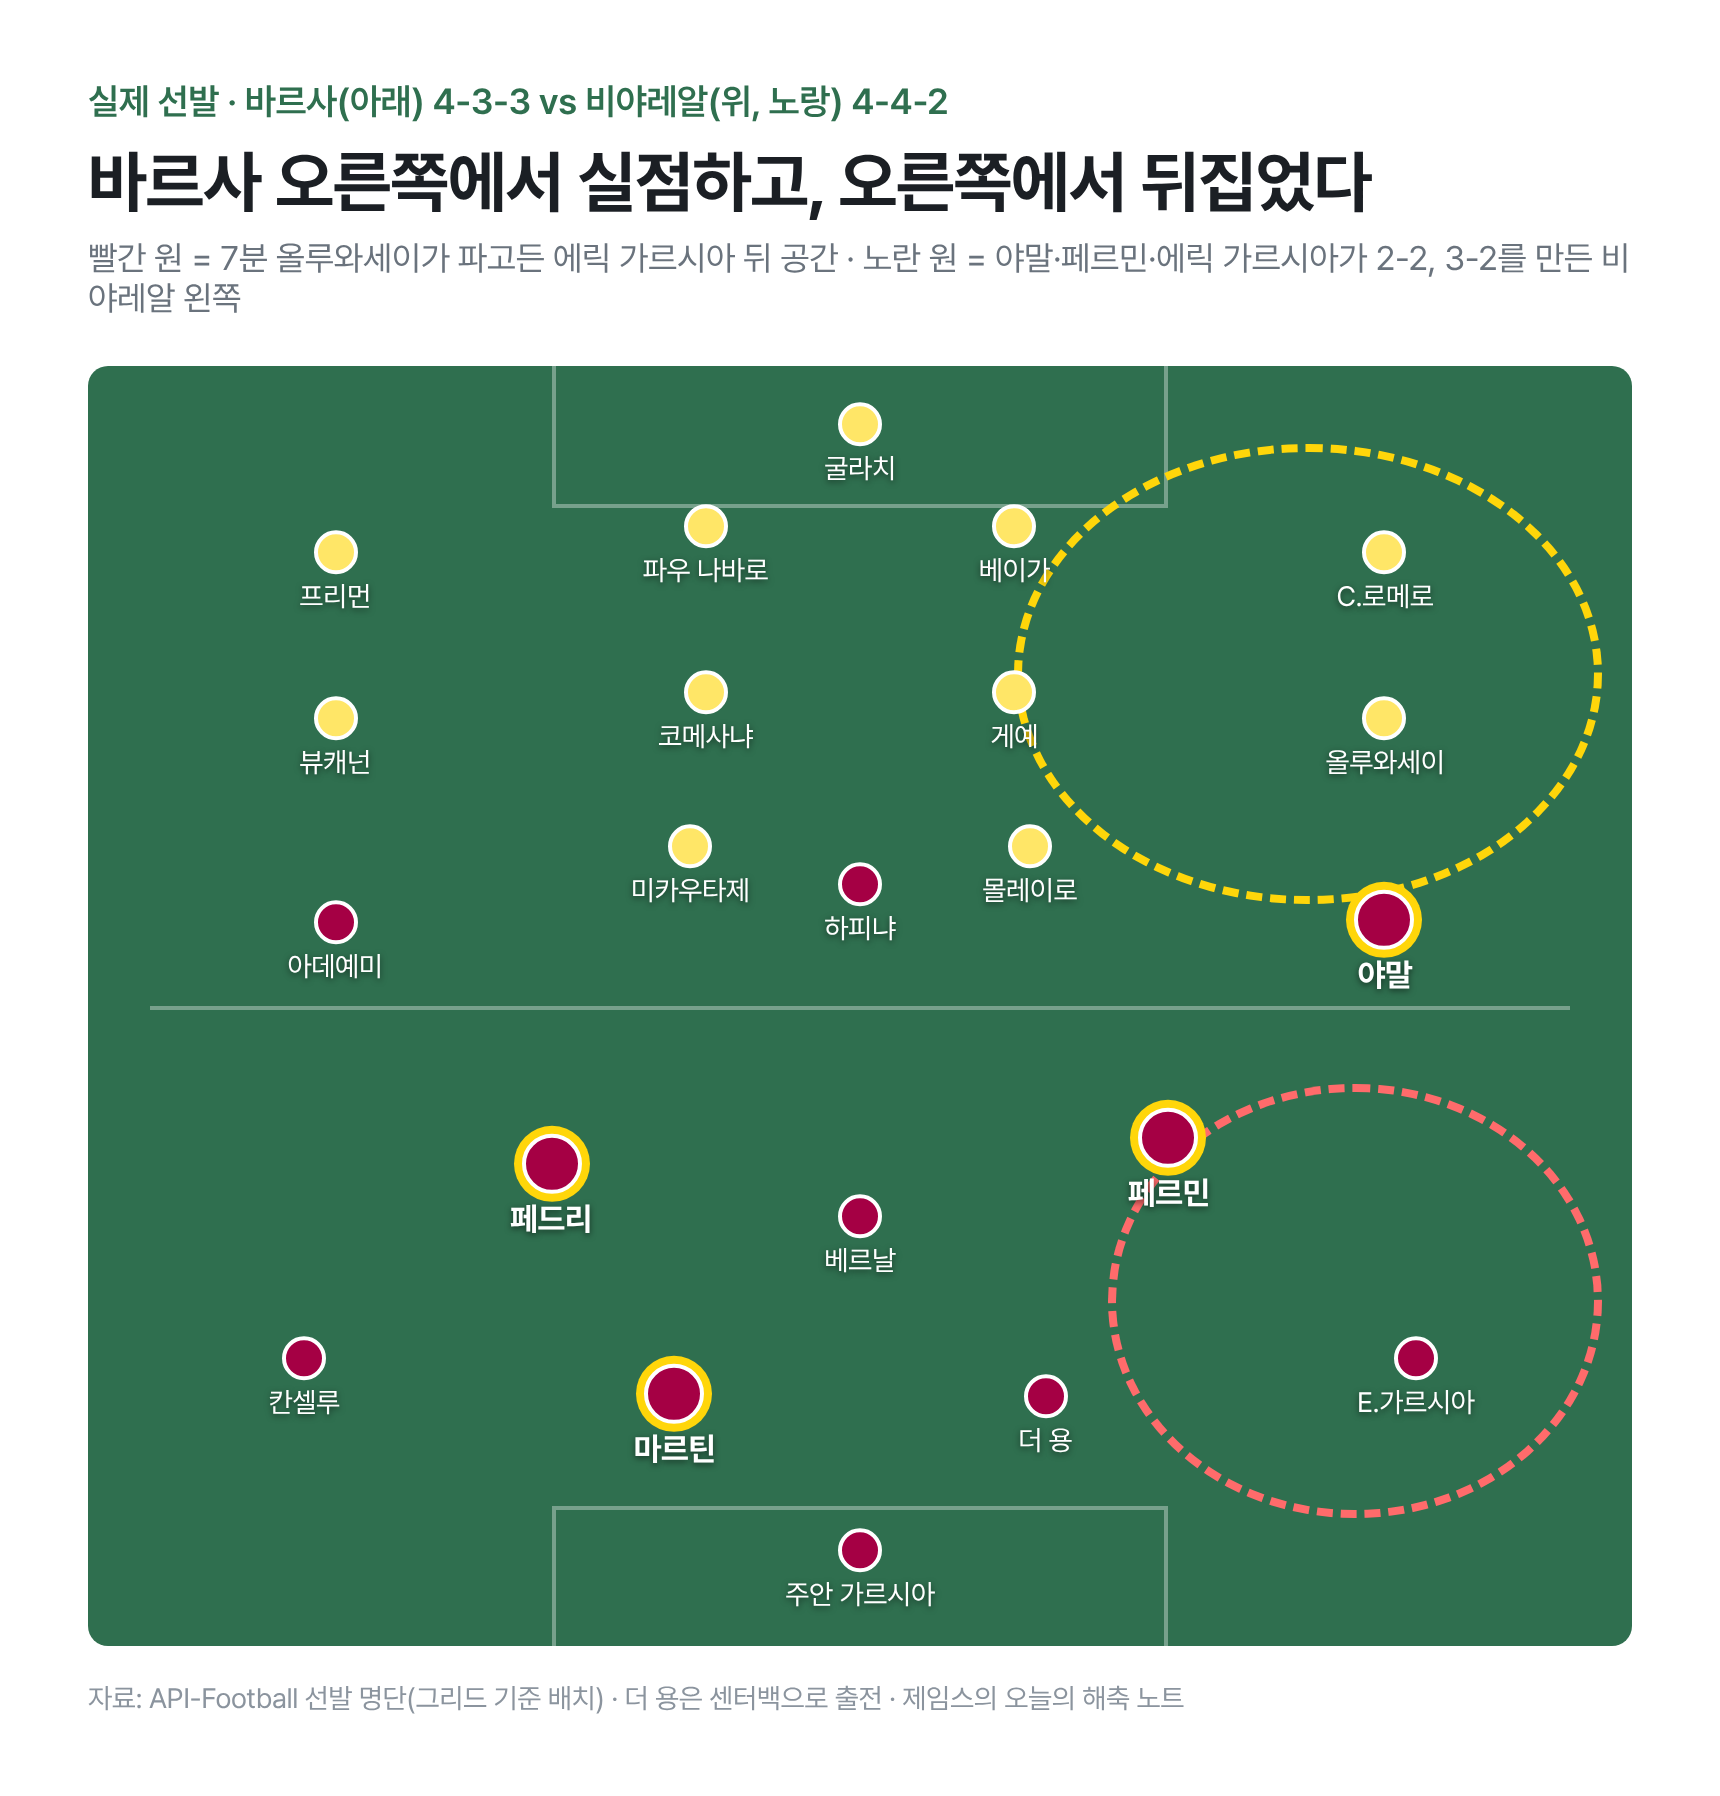 실제 선발 · 바르사(아래) 4-3-3 vs 비야레알(위, 노랑) 4-4-2
바르사 오른쪽에서 실점하고, 오른쪽에서 뒤집었다
빨간 원 = 7분 올루와세이가 파고든 에릭 가르시아 뒤 공간 · 노란 원 = 야말·페르민·에릭 가르시아가 2-2, 3-2를 만든 비
야레알 왼쪽
굴라치
프리먼
파우 나바로
베이가
C.로메로
뷰캐넌
코메사냐
게예
올루와세이
미카우타제
몰레이로
아데예미
하피냐
야말
페드리
베르날
페르민
칸셀루
마르틴
더 용
E.가르시아
주안 가르시아
자료: API-Football 선발 명단(그리드 기준 배치) · 더 용은 센터백으로 출전 · 제임스의 오늘의 해축 노트